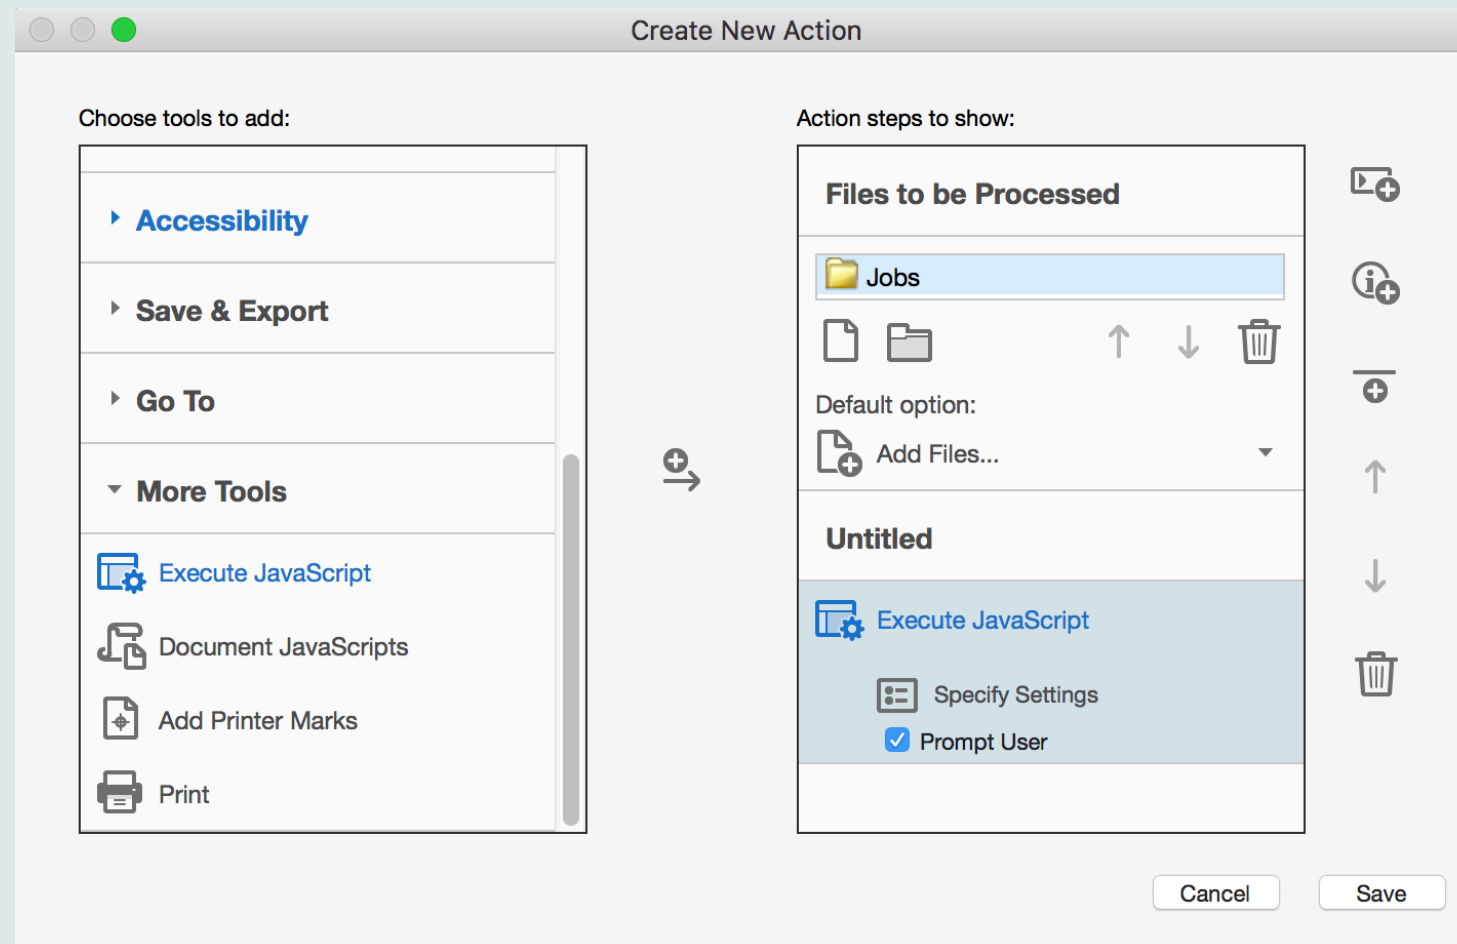 Create New Action
Choose tools to add:
Accessibility
Save & Export
Go To
More Tools
Execute JavaScript
Document JavaScripts
Add Printer Marks
Print
Action steps to show:
Files to be Processed
Jobs
Default option:
Add Files...
Untitled
Execute JavaScript
Specify Settings
Prompt User
Cancel
Save